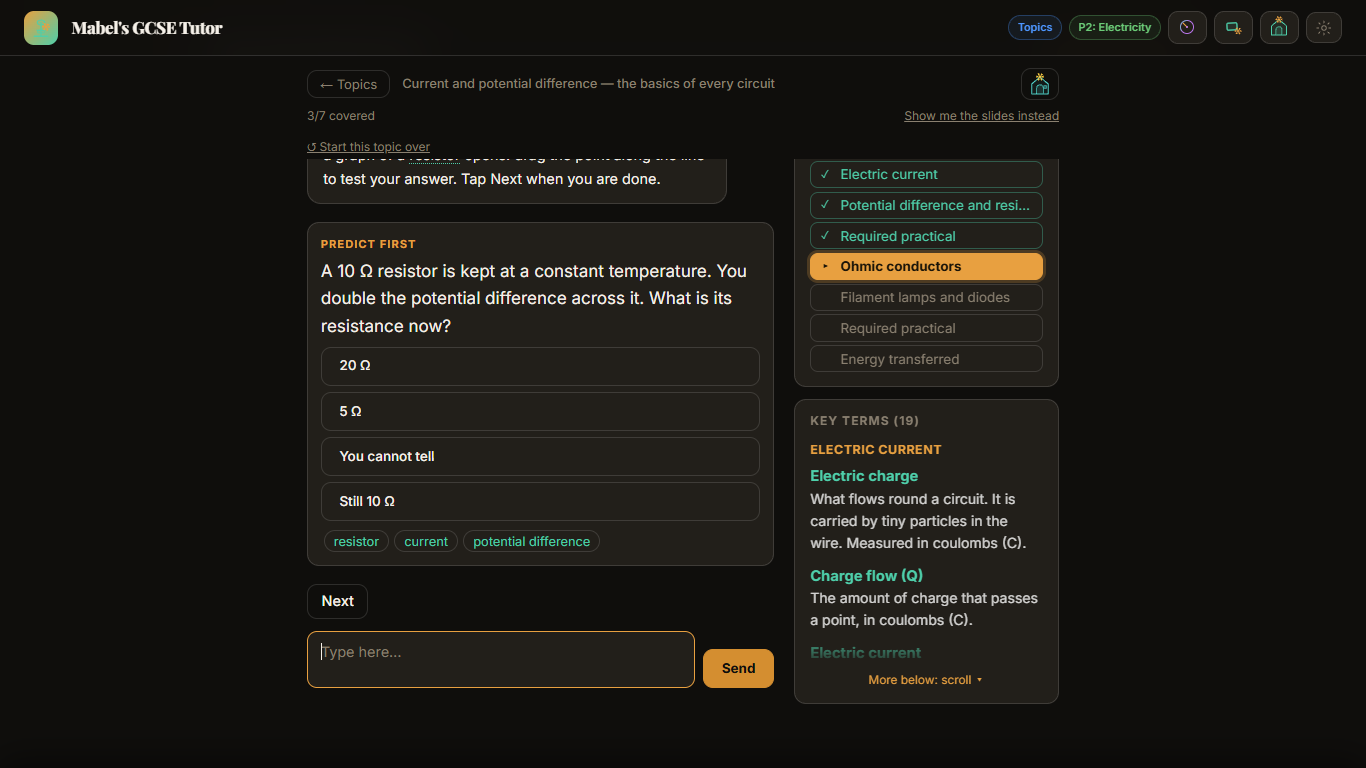 Mabel's GCSE Tutor
Topics
P2: Electricity
← Topics
Current and potential difference — the basics of every circuit
3/7 covered
Show me the slides instead
↺ Start this topic over
to test your answer. Tap Next when you are done.
PREDICT FIRST
A 10 Ω resistor is kept at a constant temperature. You
double the potential difference across it. What is its
resistance now?
20 Ω
5 Ω
You cannot tell
Still 10 Ω
resistor
current
potential difference
Next
Type here...
Send
✓ Electric current
✓ Potential difference and resi...
✓ Required practical
▸ Ohmic conductors
Filament lamps and diodes
Required practical
Energy transferred
KEY TERMS (19)
ELECTRIC CURRENT
Electric charge
What flows round a circuit. It is
carried by tiny particles in the
wire. Measured in coulombs (C).
Charge flow (Q)
The amount of charge that passes
a point, in coulombs (C).
Electric current
More below: scroll ▾